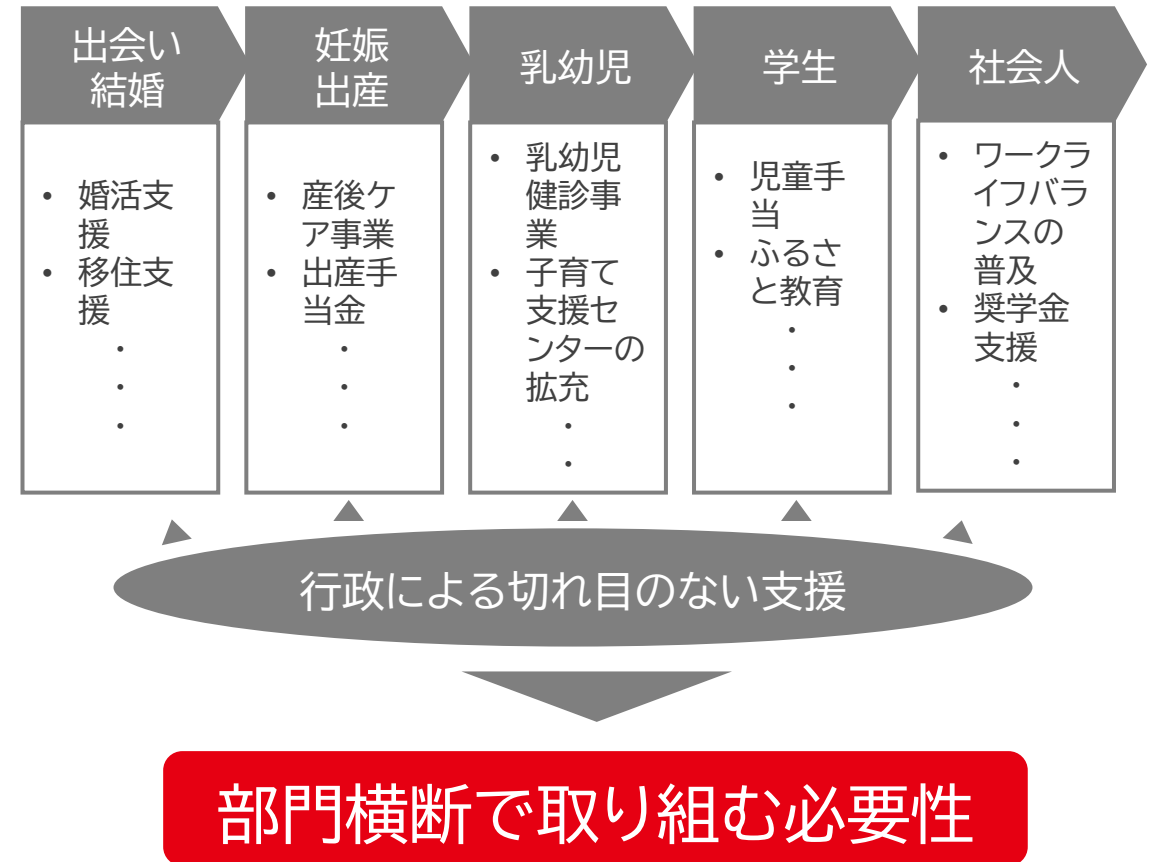 出会い
結婚
妊娠
出産
乳幼児
学生
社会人
• 婚活支
援
• 移住支
援
・
・
・
• 産後ケ
ア事業
• 出産手
当金
・
・
・
• 乳幼児
健診事
業
• 子育て
支援セ
ンターの
拡充
・
・
• 児童手
当
• ふるさ
と教育
・
・
・
• ワークラ
イフバラ
ンスの
普及
• 奨学金
支援
・
・
・
行政による切れ目のない支援
部門横断で取り組む必要性